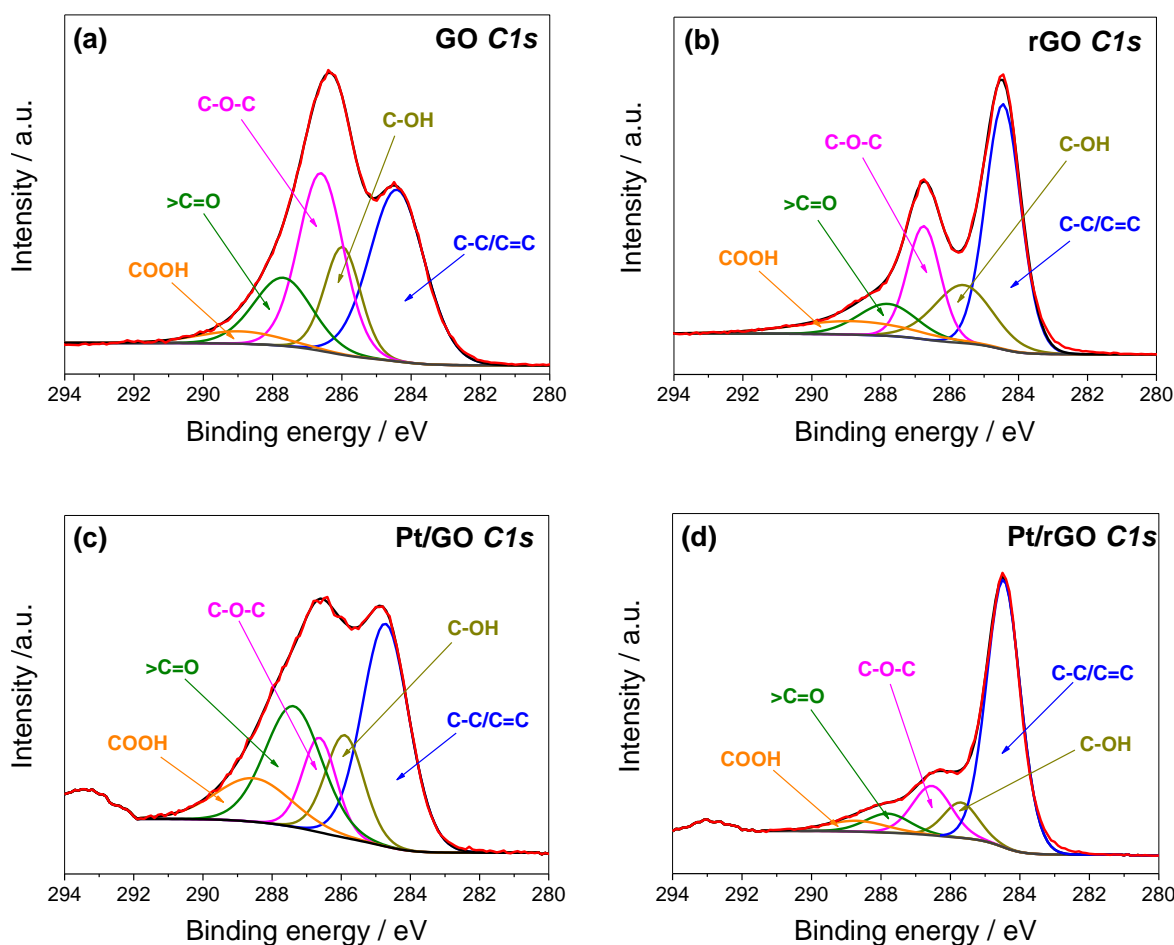 (a)
GO C1s
C-O-C
C-OH
>C=O
COOH
C-C/C=C
Intensity / a.u.
294 292 290 288 286 284 282 280
Binding energy / eV
(b)
rGO C1s
C-O-C
C-OH
>C=O
COOH
C-C/C=C
Intensity / a.u.
294 292 290 288 286 284 282 280
Binding energy / eV
(c)
Pt/GO C1s
C-O-C
C-OH
>C=O
COOH
C-C/C=C
Intensity /a.u.
294 292 290 288 286 284 282 280
Binding energy / eV
(d)
Pt/rGO C1s
C-O-C
C-C/C=C
>C=O
COOH
C-OH
Intensity / a.u.
294 292 290 288 286 284 282 280
Binding energy / eV